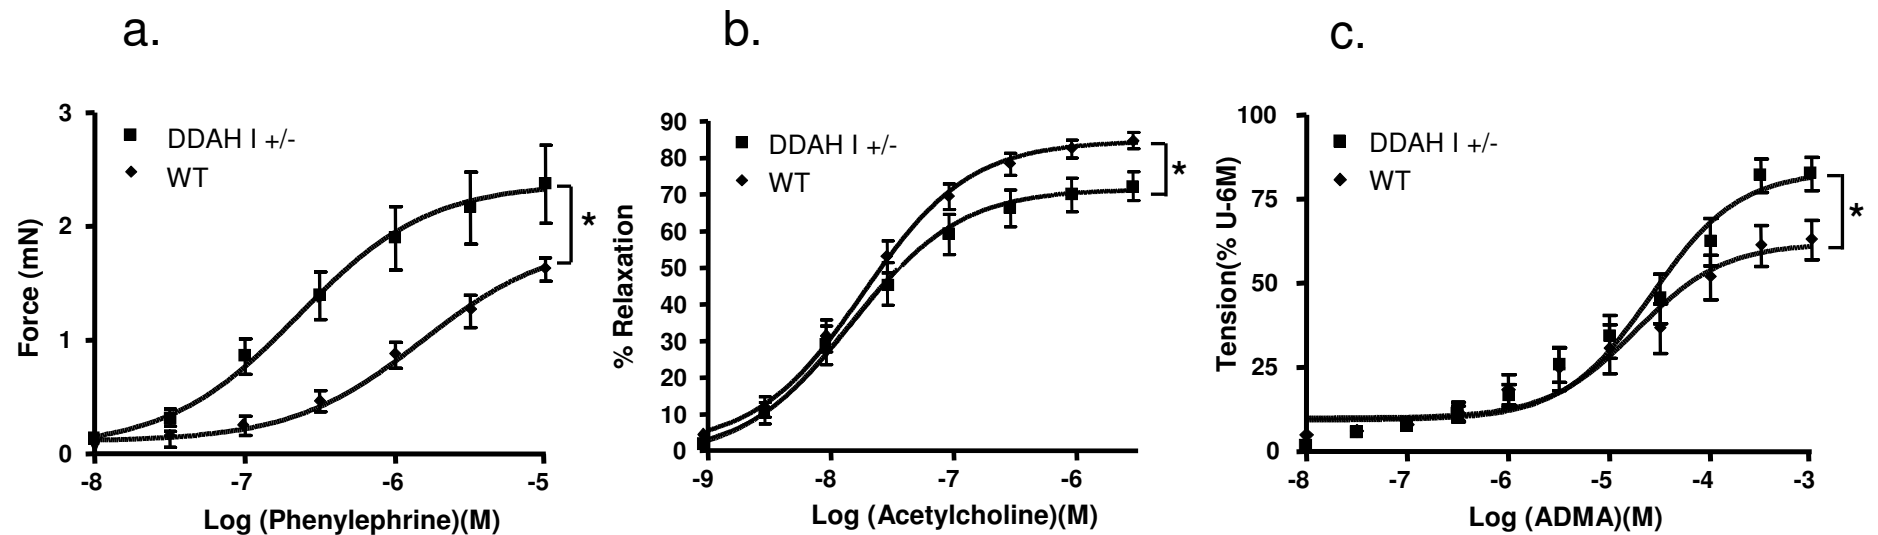 a.
3
2
1
0
Force (mN)
DDAH I +/-
WT
*
-8
-7
-6
-5
Log (Phenylephrine)(M)
b.
90
80
70
60
50
40
30
20
10
0
% Relaxation
DDAH I +/-
WT
*
-9
-8
-7
-6
Log (Acetylcholine)(M)
c.
100
75
50
25
0
Tension(% U-6M)
DDAH I +/-
WT
*
-8
-7
-6
-5
-4
-3
Log (ADMA)(M)